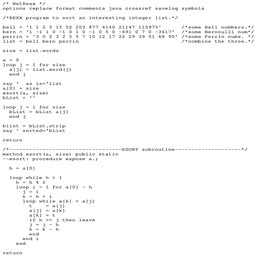 /* NetRexx */
options replace format comments java crossref savelog symbols

/*REXX program to sort an interesting integer list.*/

bell = '1 1 2 5 15 52 203 877 4140 21147 115975' /*some Bell numbers.*/
bern = '1 -1 1 0 -1 0 1 0 -1 0 5 0 -691 0 7 0 -3617' /*some Bernoulli num*/
perrin = '3 0 2 3 2 5 5 7 10 12 17 22 29 39 51 68 90' /*some Perrin nums. */
list = bell bern perrin /*combine the three.*/

size = list.words

a = 0
loop j = 1 for size
a[j] = list.word(j)
end j

say ' as is='list
a[0] = size
esort(a, size)
bList = ''

loop j = 1 for size
bList = bList a[j]
end j

blist = bList.strip
say ' sorted='bList

return

/*----------------------------------ESORT subroutine----------------------------*/
method esort(a, size) public static
--esort: procedure expose a.;

h = a[0]

loop while h > 1
h = h % 2
loop i = 1 for a[0] - h
j = i
k = h + i
loop while a[k] < a[j]
t = a[j]
a[j] = a[k]
a[k] = t
if h >= j then leave
j = j - h
k = k - h
end
end i
end

return